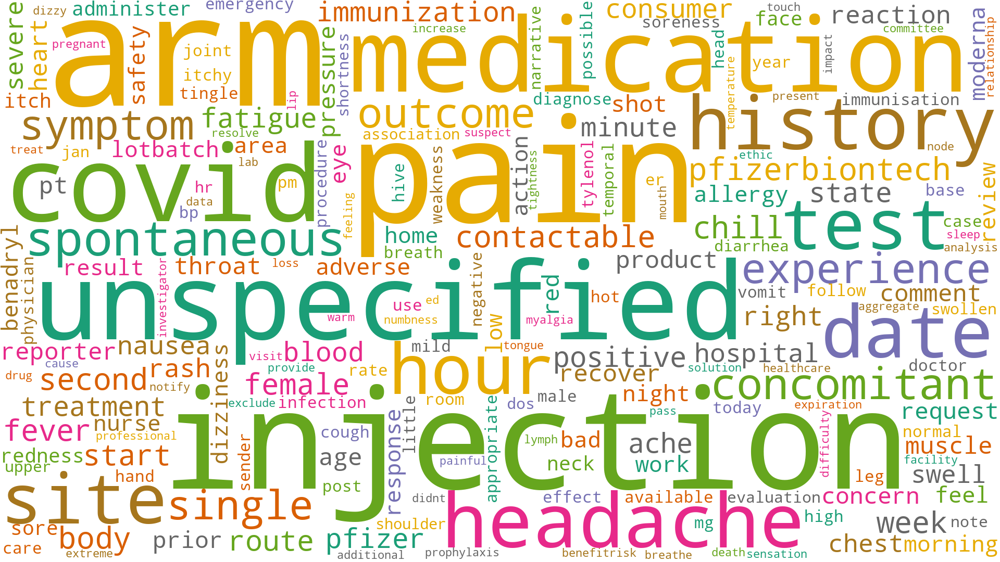 severe
dizzy
administer
emergency
immunization
consumer
touch
face
reaction
moderna
relationship
heart
pregnant
arm
safety
joint
itchy
tingle
pressure
shortness
medication
increase
narrative
possible
soreness
head
temperature
year
impact
committee
itch
lip
symptom
fatigue
resolve
outcome
association
suspect
diagnose
shot
minute
history
present
immunisation
node
treat
jan
lotbatch
area
lab
procedure
eye
covid
pt
hr
data
bp
pm
feeling
pain
hive
weakness
action
tightness
tylenol
temporal
er
mouth
ethic
pfizerbiontech
allergy
state
base
review
test
chill
diarrhea
case
sleep
analysis
spontaneous
home
breath
contactable
benadryl
physician
result
investigator
throat
loss
adverse
negative
red
product
experience
unspecified
warm
use
ed
numbness
low
hot
myalgia
vomit
follow
comment
aggregate
swollen
right
date
reporter
nausea
cause
drug
second
rash
notify
dizziness
visit
blood
provide
female
rate
exclude
infection
hour
mild
tongue
positive
recover
hospital
solution
healthcare
doctor
concomitant
treatment
nurse
fever
professional
room
dos
male
night
pass
today
expiration
request
redness
upper
start
hand
sender
injection
cough
age
post
response
little
painful
appropriate
lymph
bad
neck
ache
work
difficulty
normal
muscle
facility
leg
swell
site
single
didnt
effect
available
evaluation
concern
feel
sore
body
care
extreme
prior
route
pfizer
shoulder
additional
prophylaxis
headache
benefitrisk
breathe
mg
death
sensation
high
week
note
chest
morning